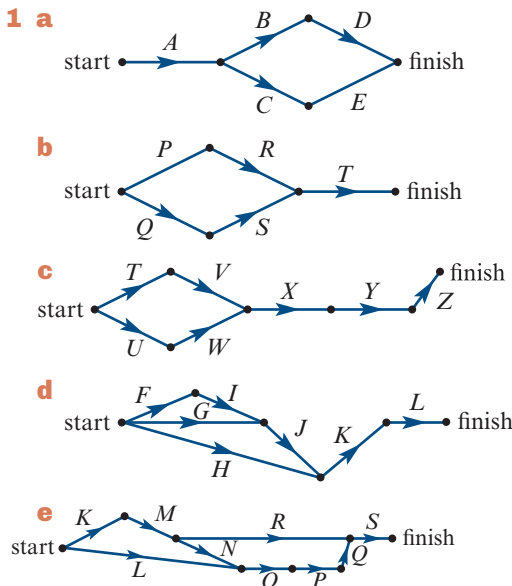 1 a
A
B
D
start
finish
C
E
b
P
R
start
T
finish
Q
S
c
T
V
finish
start
X
Y
Z
U
W
d
F
I
G
start
J
K
L
finish
H
e
K
M
R
S
start
finish
N
Q
L
O
P